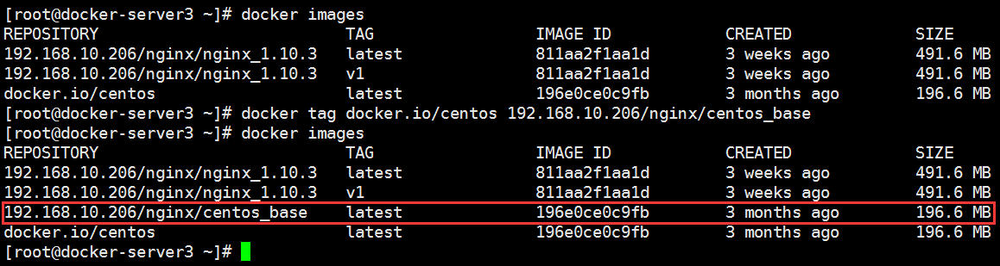 [root@docker-server3 ~]# docker images
REPOSITORY TAG IMAGE ID CREATED SIZE
192.168.10.206/nginx/nginx_1.10.3 latest 811aa2f1aa1d 3 weeks ago 491.6 MB
192.168.10.206/nginx/nginx_1.10.3 v1 811aa2f1aa1d 3 weeks ago 491.6 MB
docker.io/centos latest 196e0ce0c9fb 3 months ago 196.6 MB
[root@docker-server3 ~]# docker tag docker.io/centos 192.168.10.206/nginx/centos_base
[root@docker-server3 ~]# docker images
REPOSITORY TAG IMAGE ID CREATED SIZE
192.168.10.206/nginx/nginx_1.10.3 latest 811aa2f1aa1d 3 weeks ago 491.6 MB
192.168.10.206/nginx/nginx_1.10.3 v1 811aa2f1aa1d 3 weeks ago 491.6 MB
192.168.10.206/nginx/centos_base latest 196e0ce0c9fb 3 months ago 196.6 MB
docker.io/centos latest 196e0ce0c9fb 3 months ago 196.6 MB
[root@docker-server3 ~]#